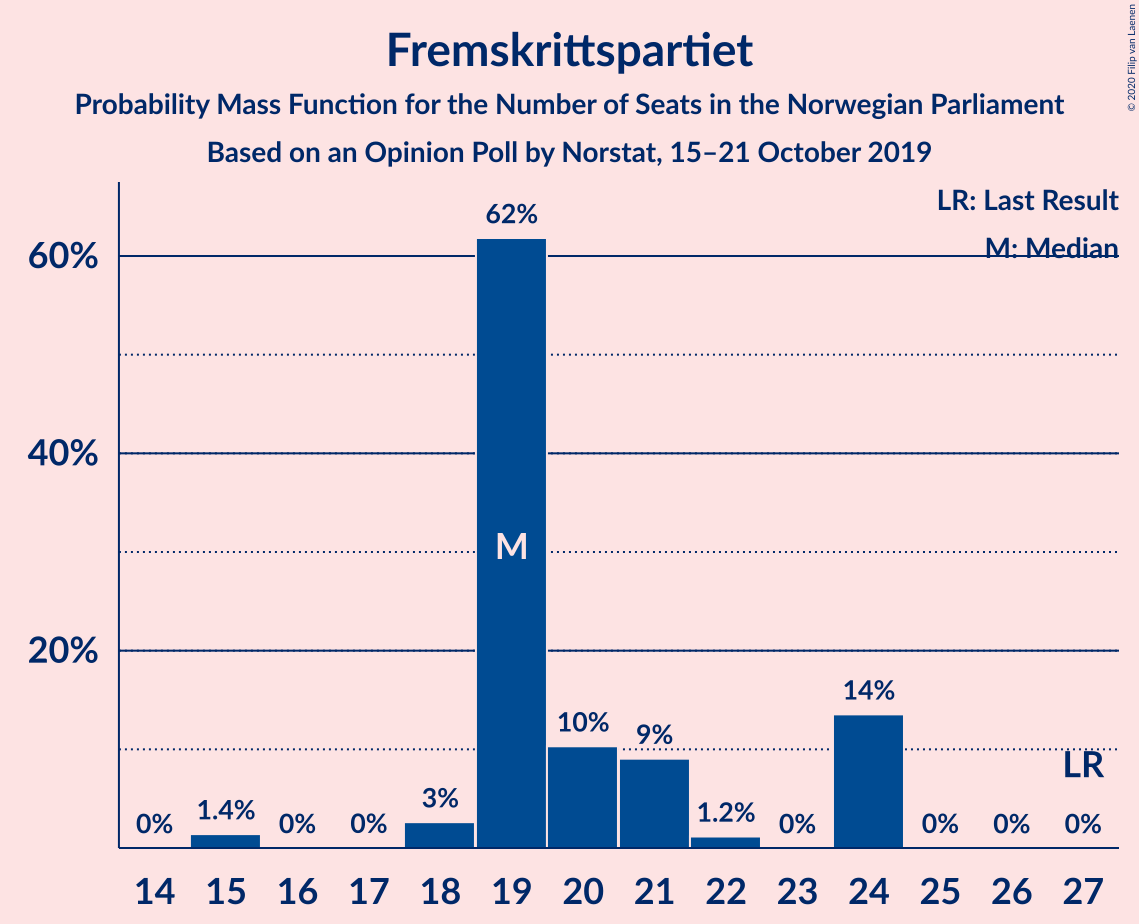 Fremskrittspartiet
Probability Mass Function for the Number of Seats in the Norwegian Parliament
Based on an Opinion Poll by Norstat, 15–21 October 2019
© 2020 Filip van Laenen
LR: Last Result
M: Median
60%
40%
20%
0%
1.4%
0%
0%
3%
62%
M
10%
9%
1.2%
0%
14%
0%
0%
0%
LR
14 15 16 17 18 19 20 21 22 23 24 25 26 27